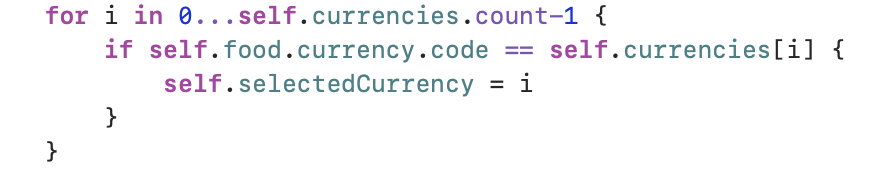 for i in 0...self.currencies.count-1 {
    if self.food.currency.code == self.currencies[i] {
        self.selectedCurrency = i
    }
}